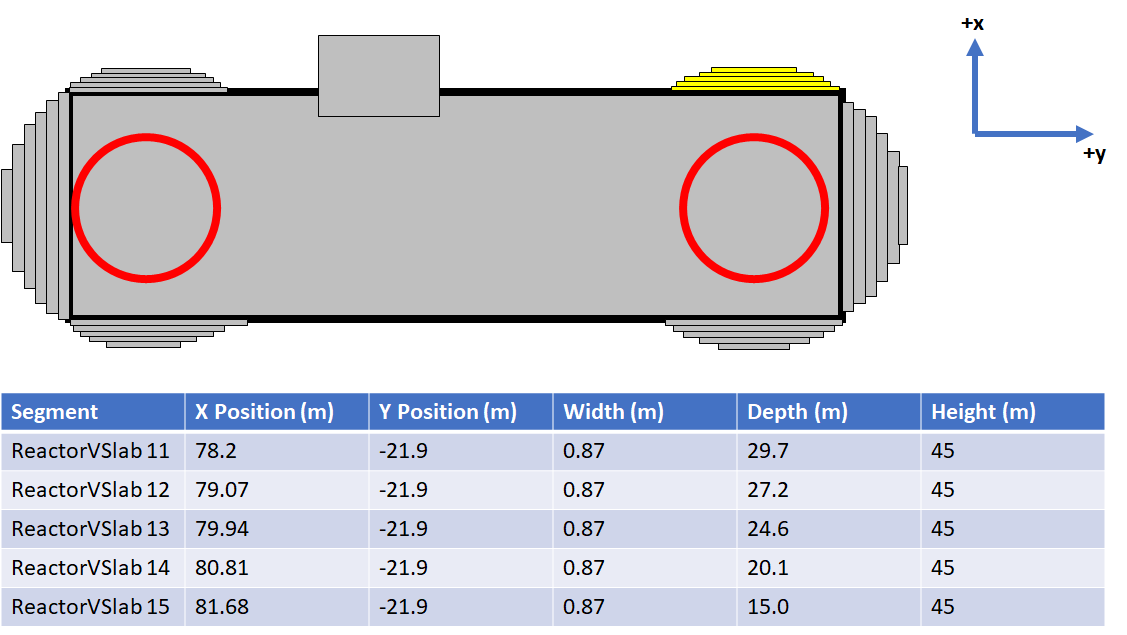 +x
+y
Segment X Position (m) Y Position (m) Width (m) Depth (m) Height (m)
ReactorVSlab 11 78.2 -21.9 0.87 29.7 45
ReactorVSlab 12 79.07 -21.9 0.87 27.2 45
ReactorVSlab 13 79.94 -21.9 0.87 24.6 45
ReactorVSlab 14 80.81 -21.9 0.87 20.1 45
ReactorVSlab 15 81.68 -21.9 0.87 15.0 45